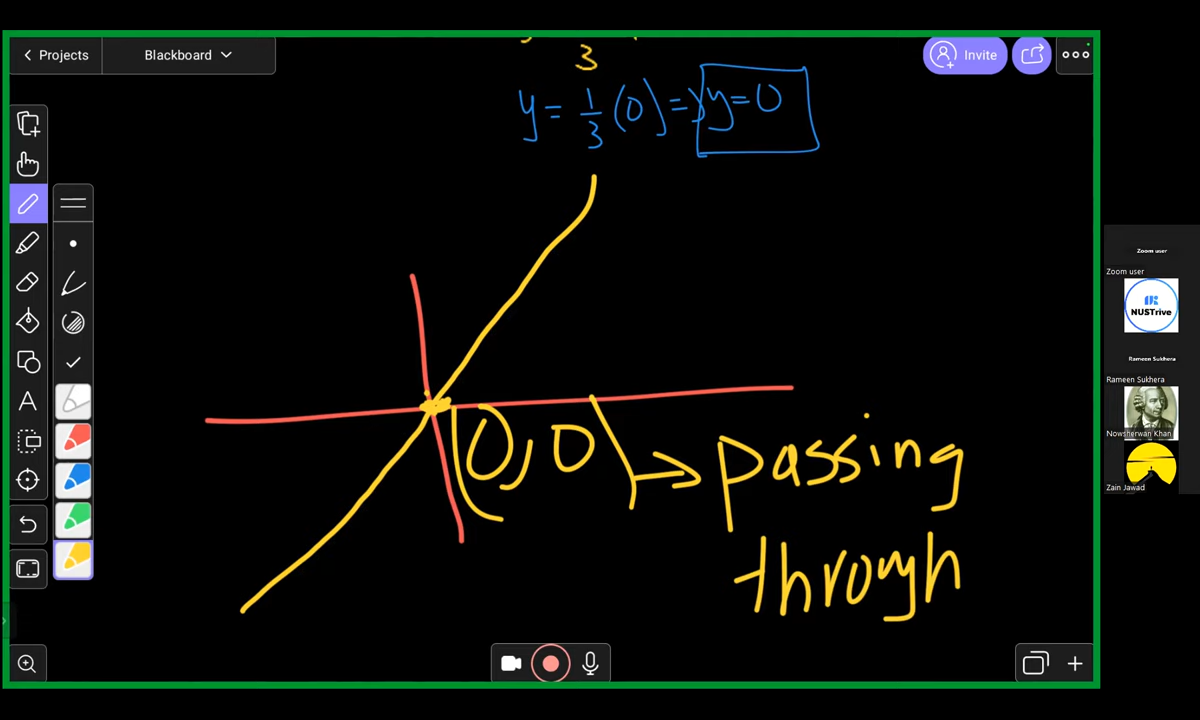 Projects
Blackboard
Invite
3
y = 1/3 (0) => y = 0
(0, 0) → passing
through
A
Zoom user
Zoom user
NUSTrive
Rameen Sukhera
Rameen Sukhera
Nowsherwan Khan
Zain Jawad